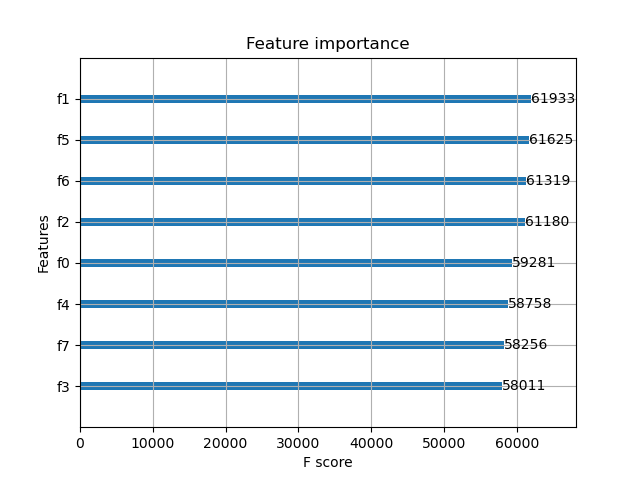 Feature importance
Features
f1 61933
f5 61625
f6 61319
f2 61180
f0 59281
f4 58758
f7 58256
f3 58011
0 10000 20000 30000 40000 50000 60000
F score